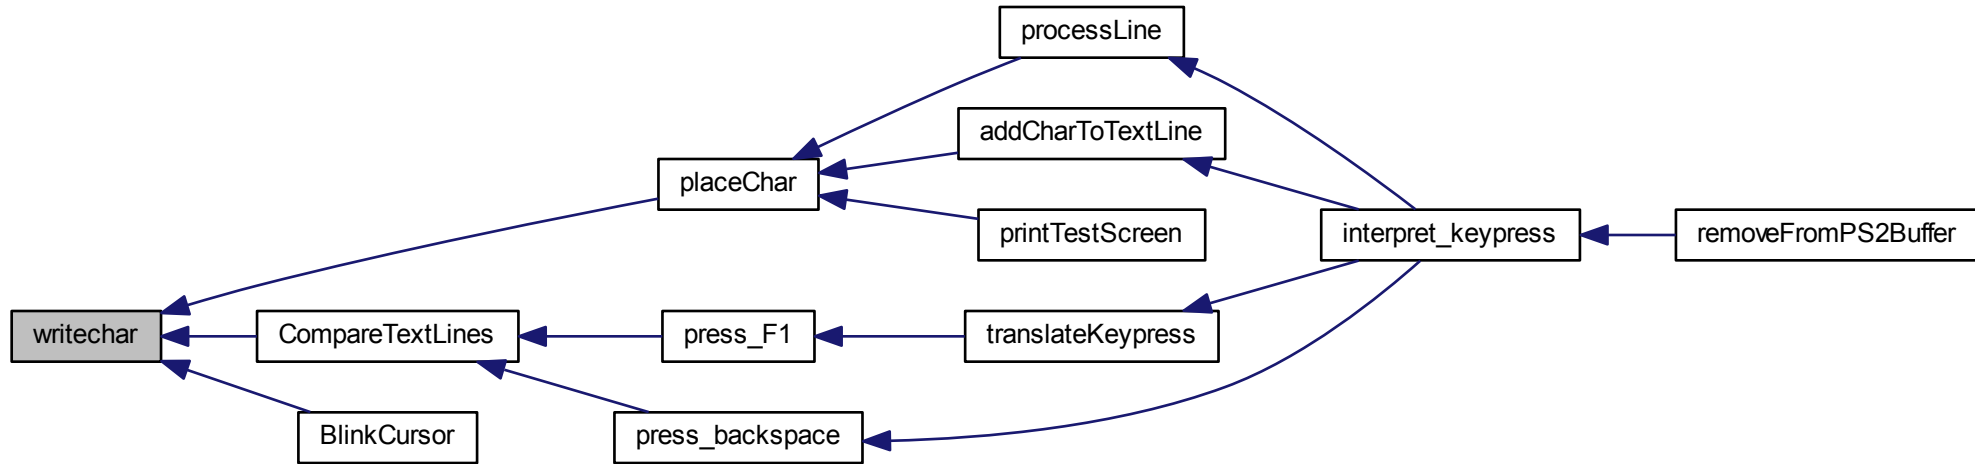 processLine
addCharToTextLine
placeChar
printTestScreen
interpret_keypress
removeFromPS2Buffer
writechar
CompareTextLines
press_F1
translateKeypress
BlinkCursor
press_backspace